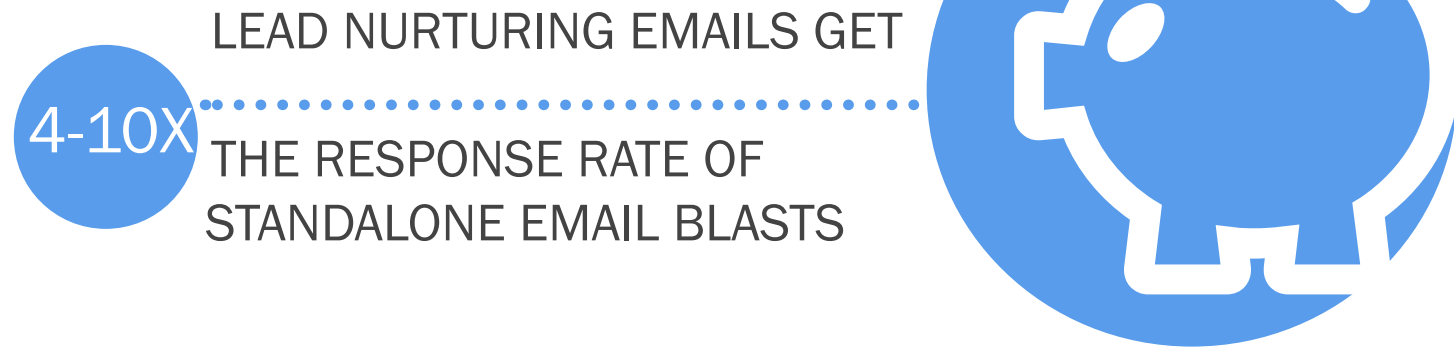 LEAD NURTURING EMAILS GET
4-10X
THE RESPONSE RATE OF
STANDALONE EMAIL BLASTS